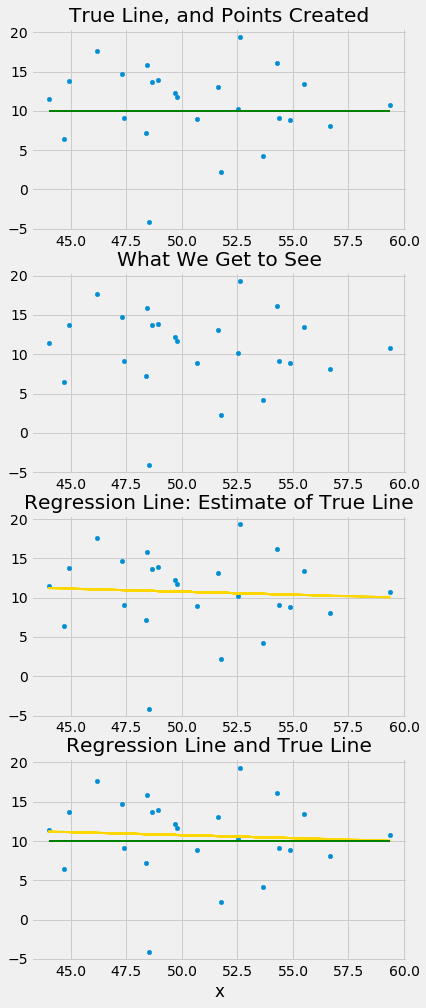 True Line, and Points Created
20
15
10
5
0
−5
45.0 47.5 50.0 52.5 55.0 57.5 60.0
What We Get to See
20
15
10
5
0
−5
45.0 47.5 50.0 52.5 55.0 57.5 60.0
Regression Line: Estimate of True Line
20
15
10
5
0
−5
45.0 47.5 50.0 52.5 55.0 57.5 60.0
Regression Line and True Line
20
15
10
5
0
−5
45.0 47.5 50.0 52.5 55.0 57.5 60.0
x